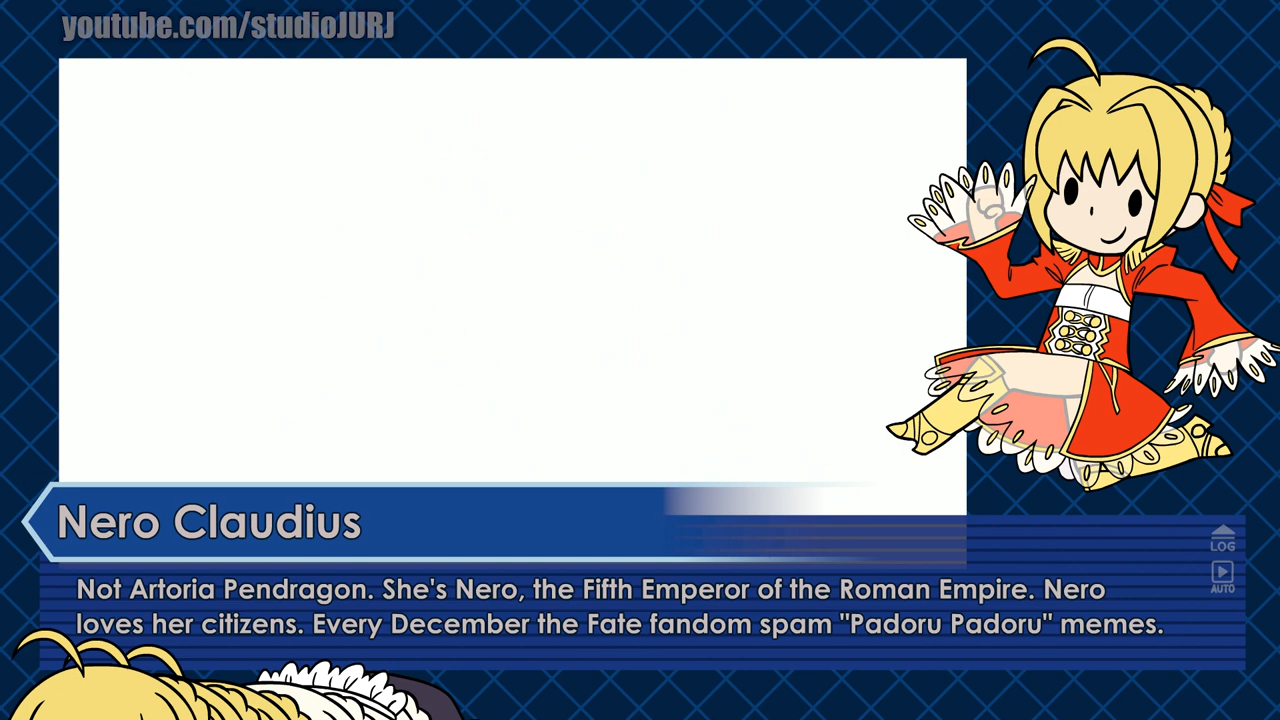 youtube.com/studioJURJ
Nero Claudius
Not Artoria Pendragon. She's Nero, the Fifth Emperor of the Roman Empire. Nero
loves her citizens. Every December the Fate fandom spam "Padoru Padoru" memes.
LOG
AUTO